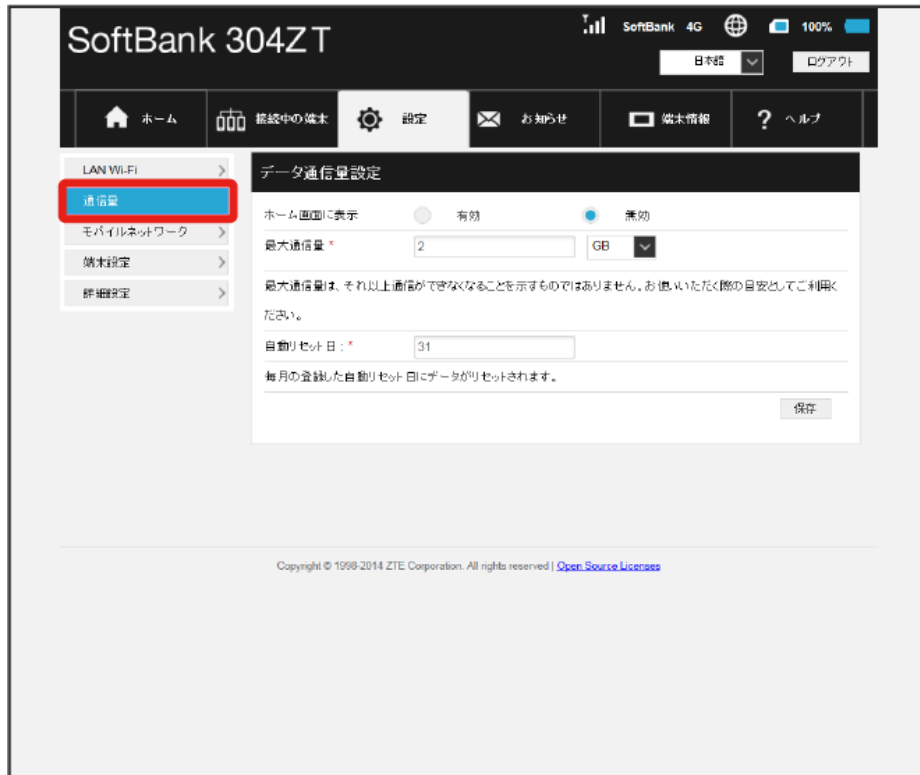 SoftBank 304ZT
SoftBank 4G 100%
日本語 ログアウト
ホーム 接続中の端末 設定 お知らせ 端末情報 ? ヘルプ
LAN Wi-Fi
通信量
モバイルネットワーク
端末設定
詳細設定
データ通信量設定
ホーム画面に表示 有効 無効
最大通信量 * 2 GB
最大通信量は、それ以上通信ができなくなることを示すものではありません。お使いいただく際の目安としてご利用く
ださい。
自動リセット日 : * 31
毎月の登録した自動リセット日にデータがリセットされます。
保存
Copyright © 1998-2014 ZTE Corporation. All rights reserved | Open Source Licenses